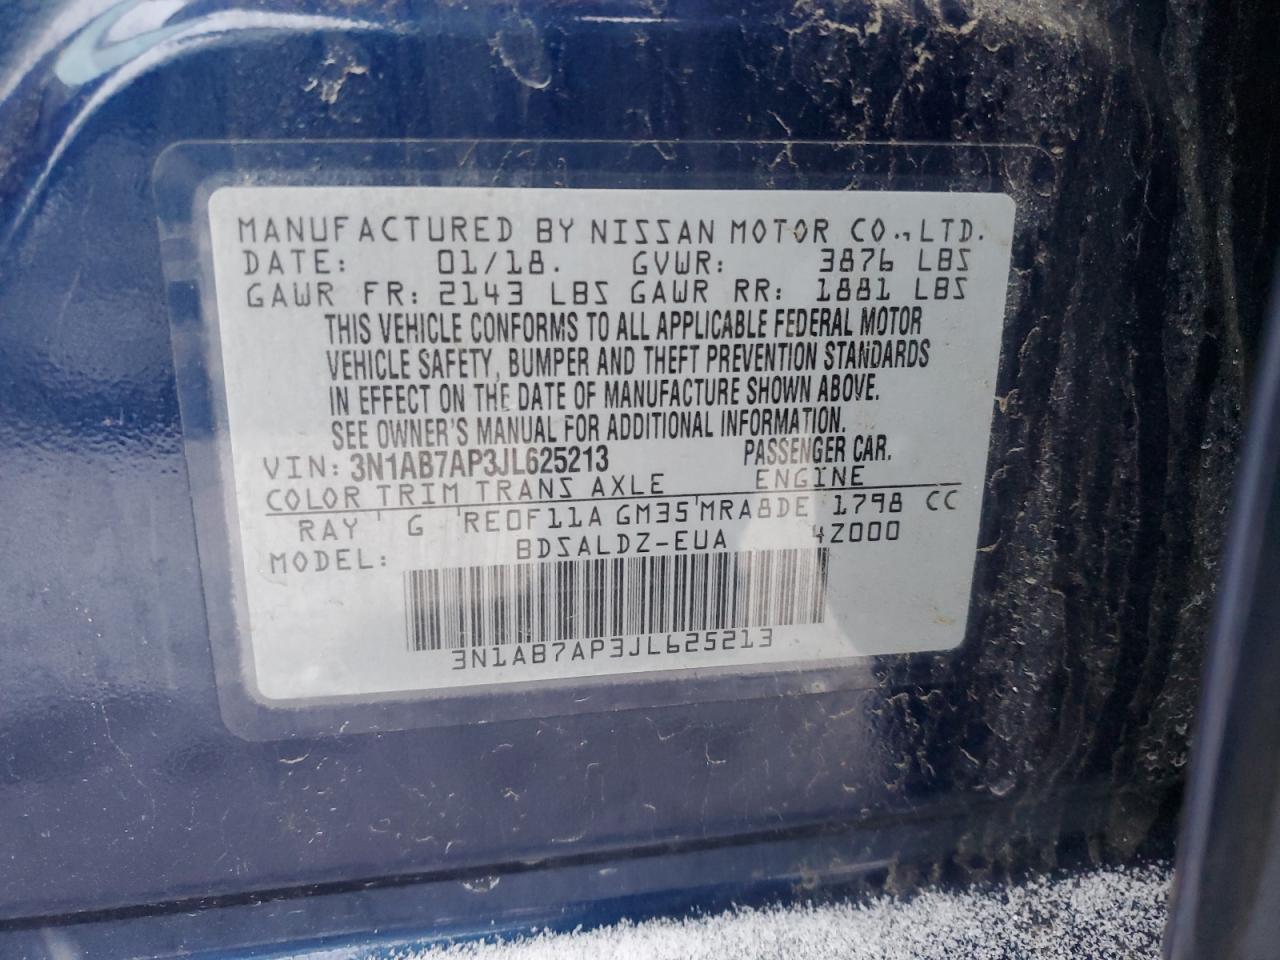 MANUFACTURED BY NISSAN MOTOR CO., LTD.
DATE: 01/18. GVWR: 3876 LBS
GAWR FR: 2143 LBS GAWR RR: 1881 LBS
THIS VEHICLE CONFORMS TO ALL APPLICABLE FEDERAL MOTOR
VEHICLE SAFETY, BUMPER AND THEFT PREVENTION STANDARDS
IN EFFECT ON THE DATE OF MANUFACTURE SHOWN ABOVE.
SEE OWNER'S MANUAL FOR ADDITIONAL INFORMATION.
VIN: 3N1AB7AP3JL625213 PASSENGER CAR.
COLOR TRIM TRANS AXLE ENGINE
RAY G RE0F11A GM35 MRA8DE 1798 CC
MODEL: BDSALDZ-EUA 4Z000
3N1AB7AP3JL625213